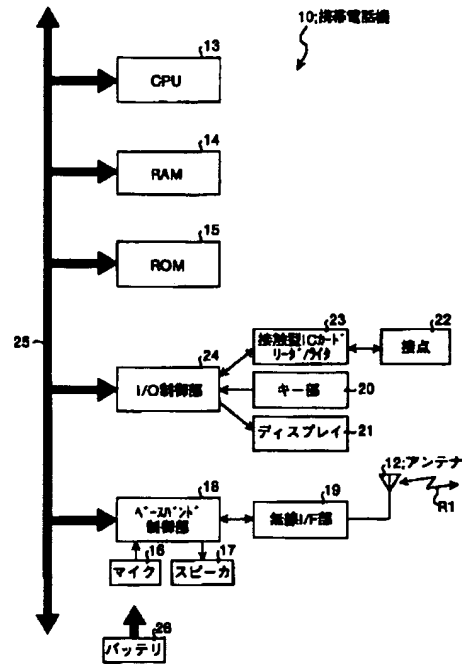 10;携帯電話機
13
CPU
14
RAM
15
ROM
25
24
I/O制御部
23
接触型ICカード
リーダ/ライタ
22
接点
キー部
20
ディスプレイ
21
18
ベースバンド
制御部
19
無線I/F部
12;アンテナ
R1
16
マイク
17
スピーカ
26
バッテリ